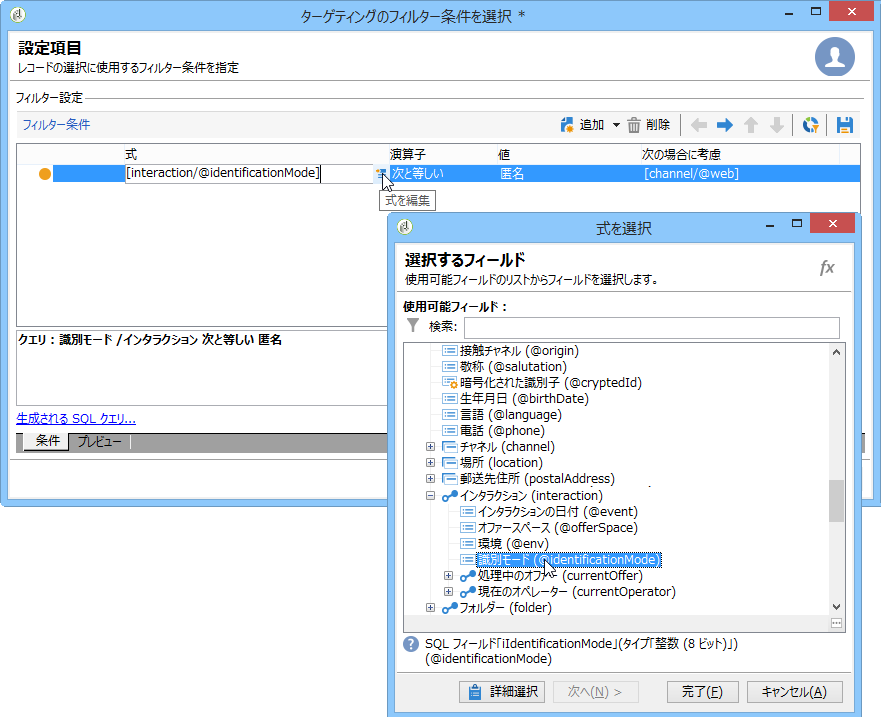 ターゲティングのフィルター条件を選択 *
設定項目
レコードの選択に使用するフィルター条件を指定
フィルター設定
フィルター条件
追加
削除
式 演算子 値 次の場合に考慮
[interaction/@identificationMode] 次と等しい 匿名 [channel/@web]
式を編集
クエリ : 識別モード /インタラクション 次と等しい 匿名
生成される SQL クエリ...
条件 プレビュー
式を選択
選択するフィールド
使用可能フィールドのリストからフィールドを選択します。
fx
使用可能フィールド :
検索:
接触チャネル (@origin)
敬称 (@salutation)
暗号化された識別子 (@cryptedId)
生年月日 (@birthDate)
言語 (@language)
電話 (@phone)
チャネル (channel)
場所 (location)
郵送先住所 (postalAddress)
インタラクション (interaction)
インタラクションの日付 (@event)
オファースペース (@offerSpace)
環境 (@env)
識別モード (@identificationMode)
処理中のオファー (currentOffer)
現在のオペレーター (currentOperator)
フォルダー (folder)
SQL フィールド「iIdentificationMode」(タイプ「整数 (8 ビット)」)
(@identificationMode)
詳細選択 次へ(N) > 完了(F) キャンセル(A)